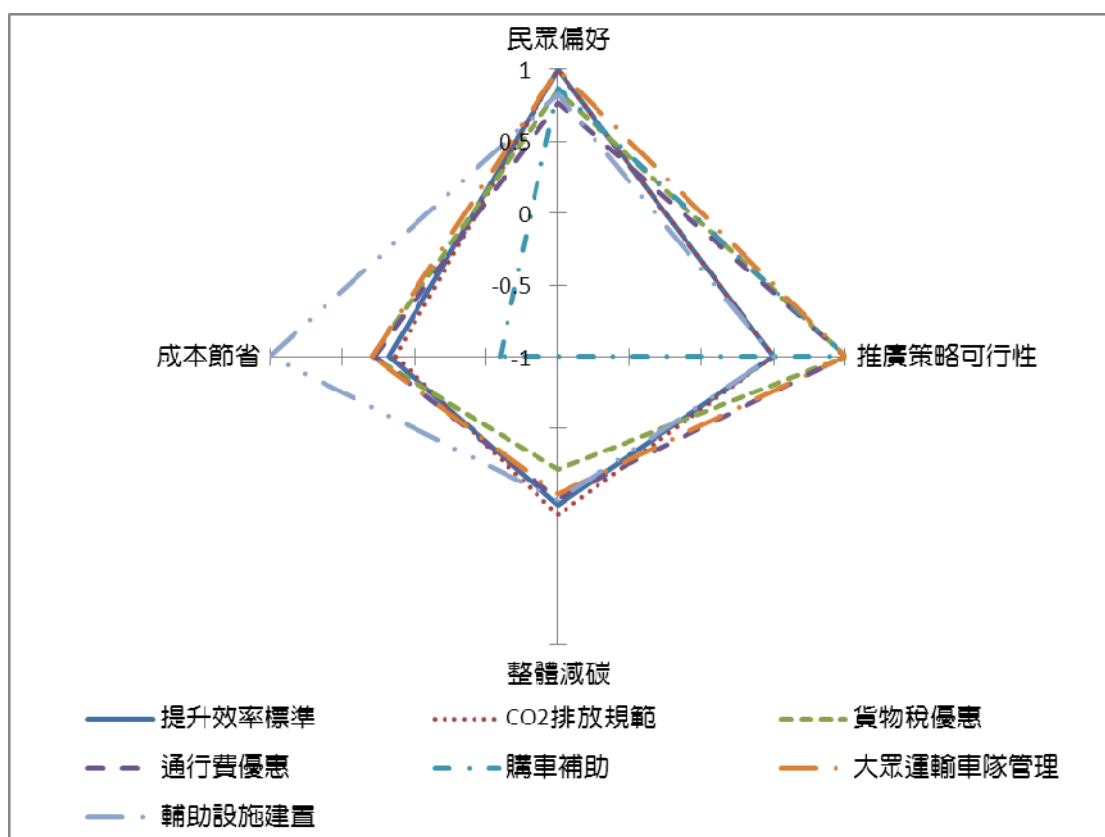 民眾偏好
1
0.5
0
-0.5
成本節省 -1 推廣策略可行性
整體減碳
提升效率標準 CO2排放規範 貨物稅優惠
通行費優惠 購車補助 大眾運輸車隊管理
輔助設施建置